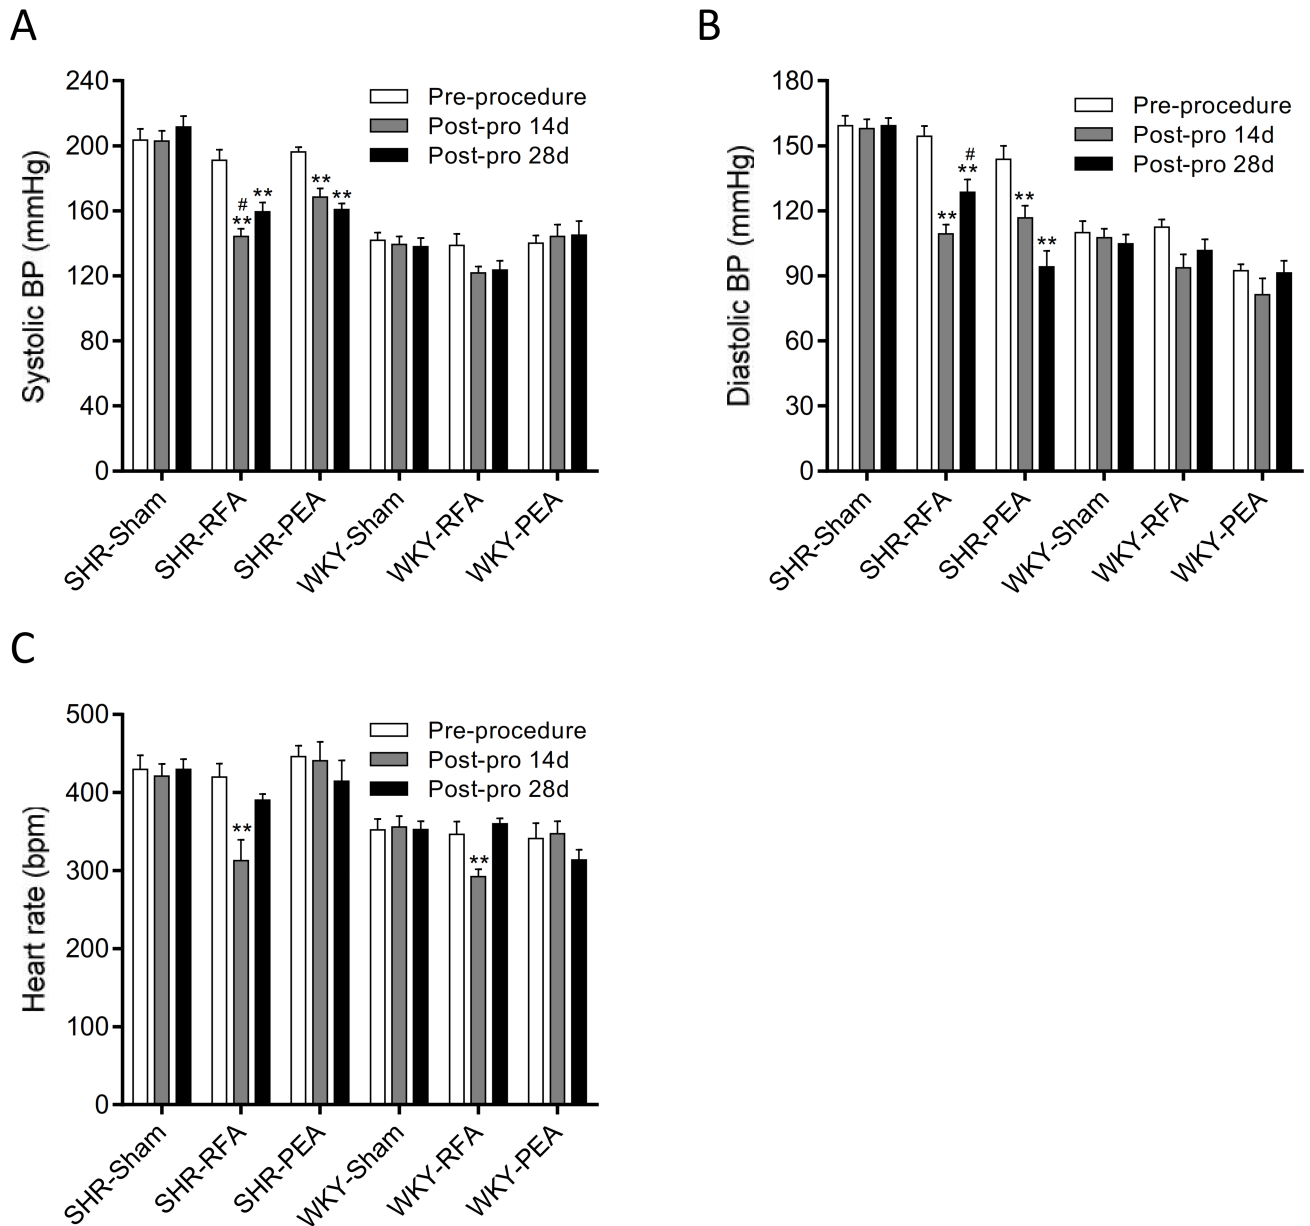 A
Systolic BP (mmHg)
240
200
160
120
80
40
0
Pre-procedure
Post-pro 14d
Post-pro 28d
#
**
**
**
**
SHR-Sham
SHR-RFA
SHR-PEA
WKY-Sham
WKY-RFA
WKY-PEA
B
Diastolic BP (mmHg)
180
150
120
90
60
30
0
Pre-procedure
Post-pro 14d
Post-pro 28d
**
#
**
**
**
SHR-Sham
SHR-RFA
SHR-PEA
WKY-Sham
WKY-RFA
WKY-PEA
C
Heart rate (bpm)
500
400
300
200
100
0
Pre-procedure
Post-pro 14d
Post-pro 28d
**
**
SHR-Sham
SHR-RFA
SHR-PEA
WKY-Sham
WKY-RFA
WKY-PEA